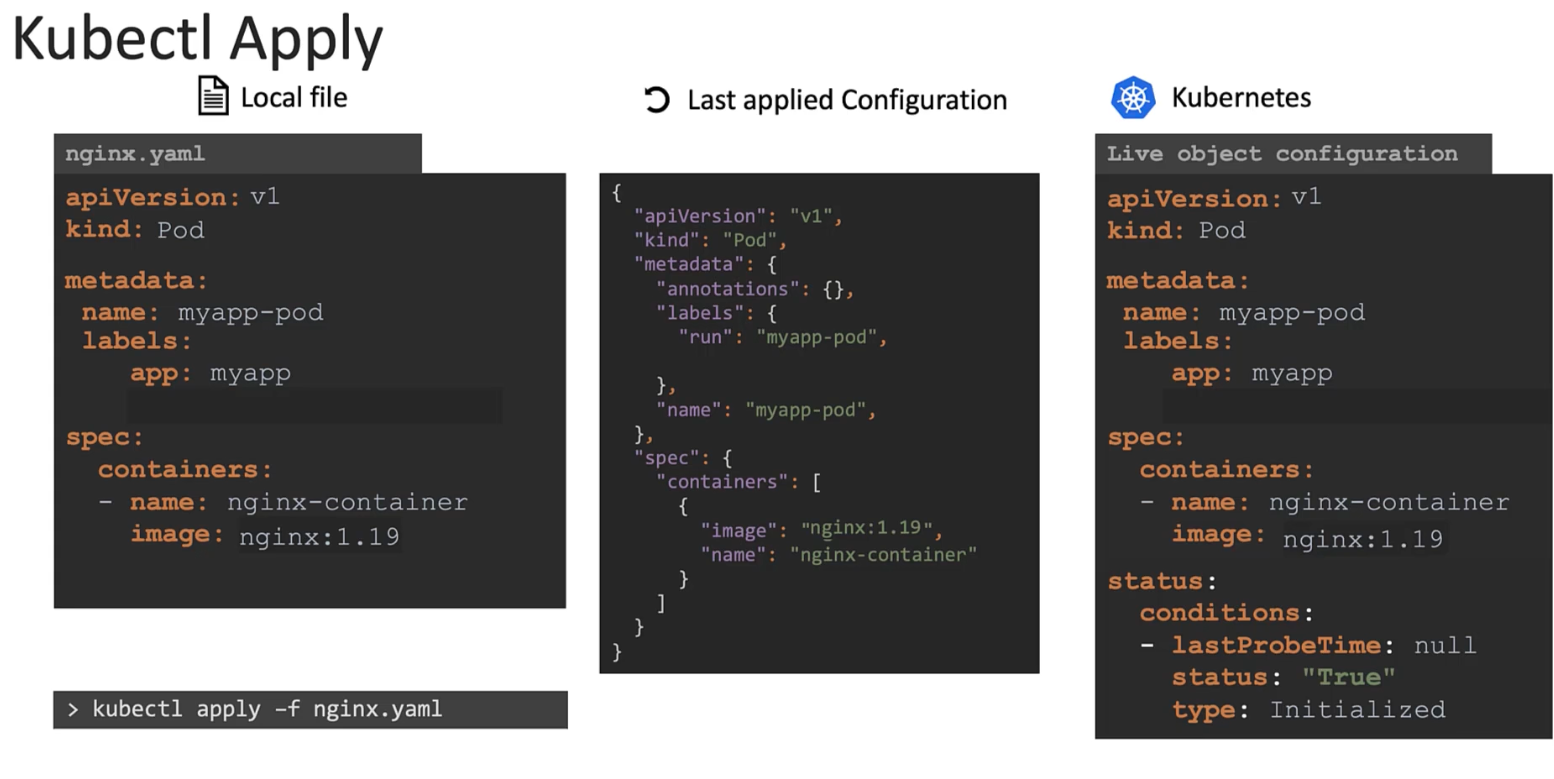 Kubectl Apply
Local file
nginx.yaml
apiVersion: v1
kind: Pod
metadata:
name: myapp-pod
labels:
app: myapp
spec:
containers:
- name: nginx-container
image: nginx:1.19
> kubectl apply –f nginx.yaml
Last applied Configuration
{
"apiVersion": "v1",
"kind": "Pod",
"metadata": {
"annotations": {},
"labels": {
"run": "myapp-pod",
},
"name": "myapp-pod",
},
"spec": {
"containers": [
{
"image": "nginx:1.19",
"name": "nginx-container"
}
]
}
}
Kubernetes
Live object configuration
apiVersion: v1
kind: Pod
metadata:
name: myapp-pod
labels:
app: myapp
spec:
containers:
- name: nginx-container
image: nginx:1.19
status:
conditions:
- lastProbeTime: null
status: "True"
type: Initialized